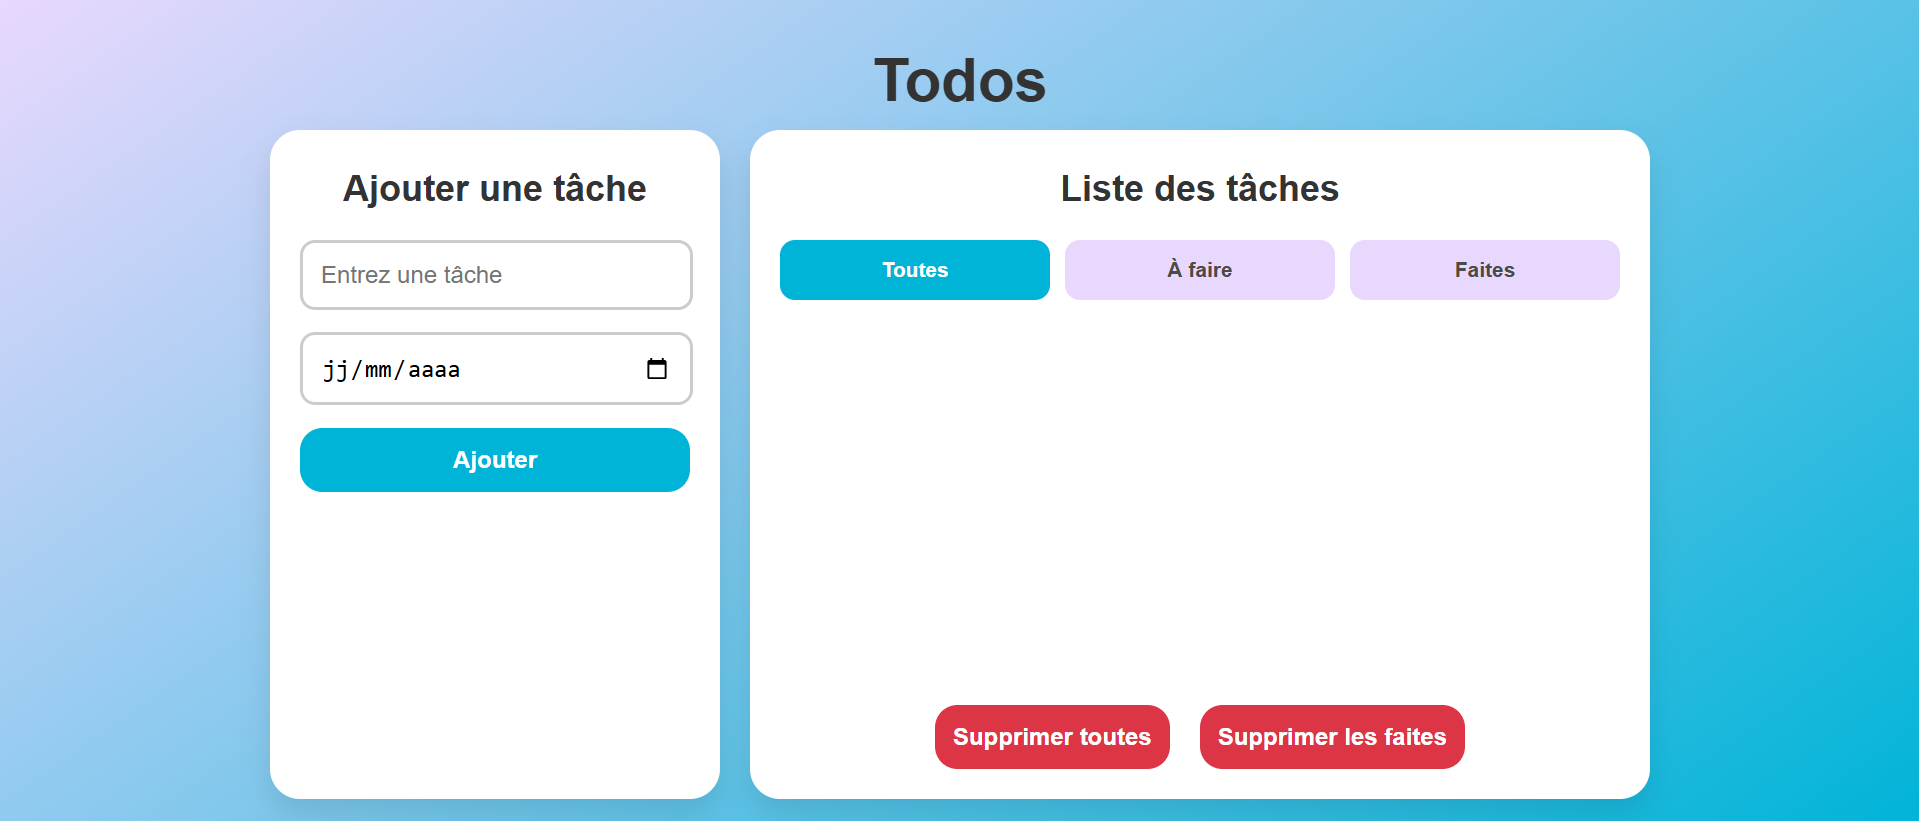 Todos
Ajouter une tâche
Entrez une tâche
jj/mm/aaaa
Ajouter
Liste des tâches
Toutes
À faire
Faites
Supprimer toutes
Supprimer les faites